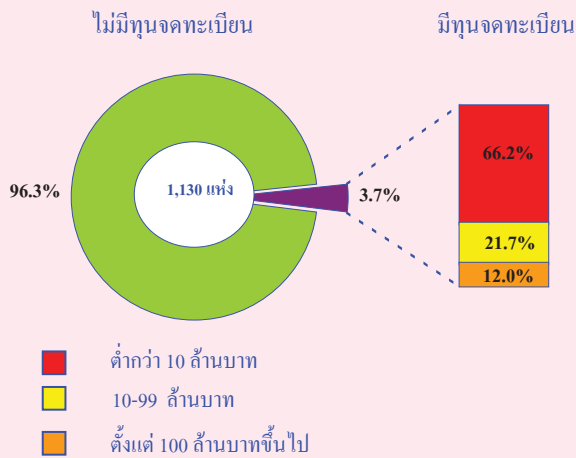 ไม่มีทุนจดทะเบียน
มีทุนจดทะเบียน
96.3%
1,130 แห่ง
3.7%
66.2%
21.7%
12.0%
ต่ำกว่า 10 ล้านบาท
10-99 ล้านบาท
ตั้งแต่ 100 ล้านบาทขึ้นไป